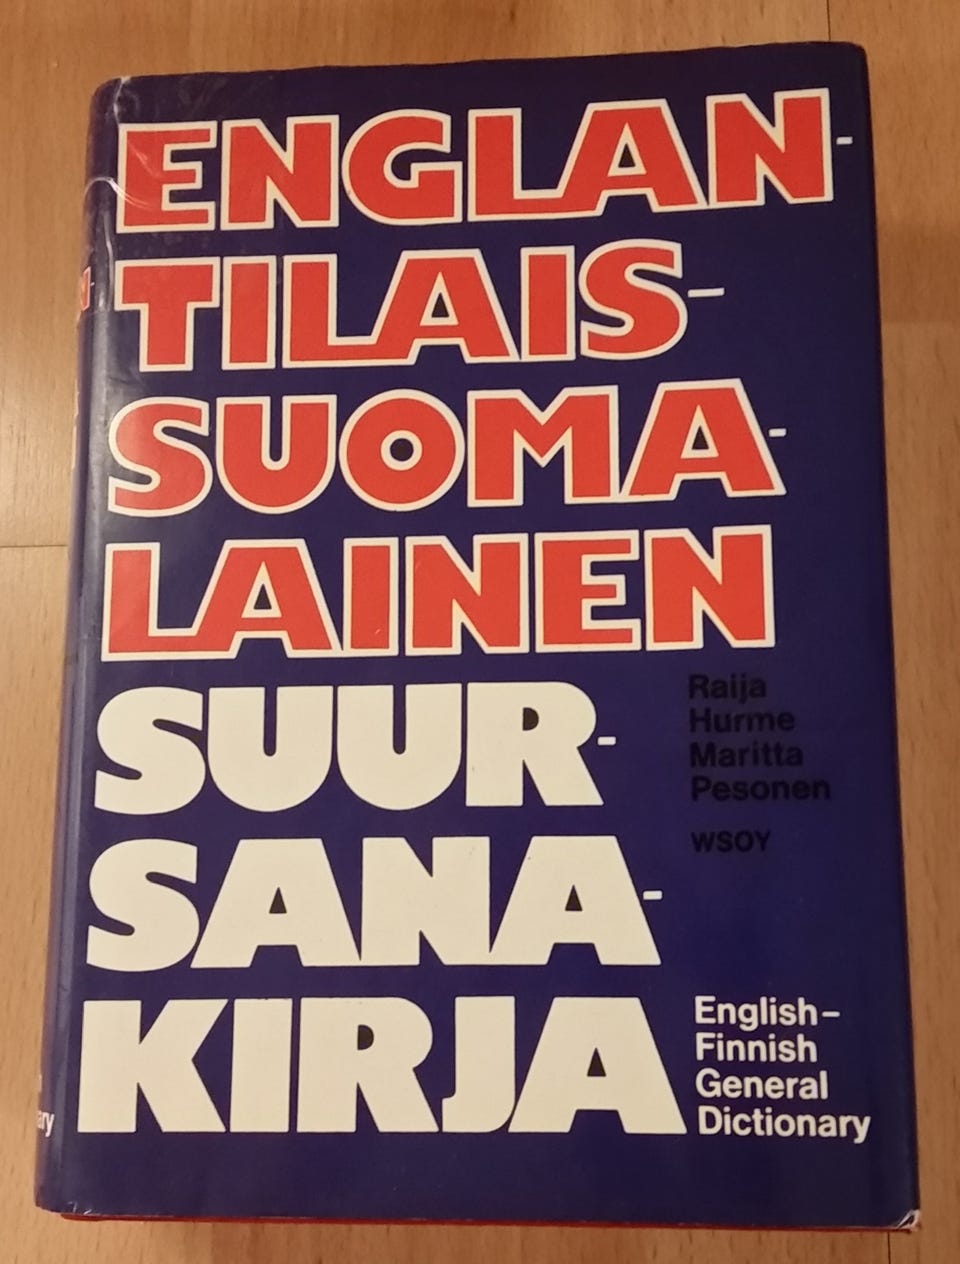 ENGLAN-
TILAIS–
SUOMA-
LAINEN
SUUR-
SANA-
KIRJA
Raija
Hurme
Maritta
Pesonen
WSOY
English–
Finnish
General
Dictionary